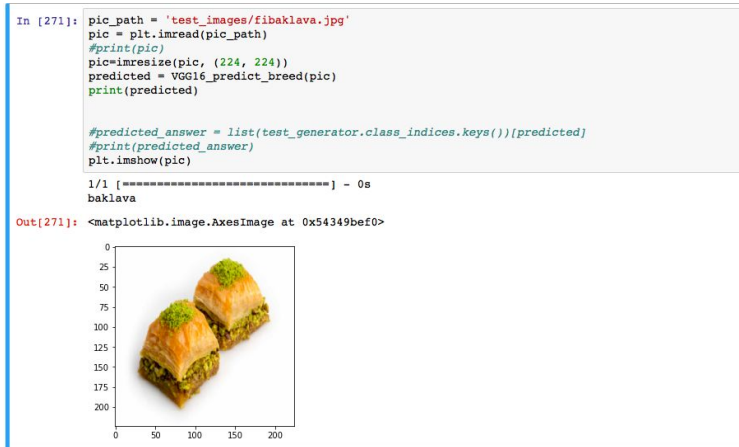 In [271]: pic_path = 'test_images/fibaklava.jpg'
pic = plt.imread(pic_path)
#print(pic)
pic=imresize(pic, (224, 224))
predicted = VGG16_predict_breed(pic)
print(predicted)
#predicted_answer = list(test_generator.class_indices.keys())[predicted]
#print(predicted_answer)
plt.imshow(pic)
1/1 [==============================] - 0s
baklava
Out[271]: <matplotlib.image.AxesImage at 0x54349bef0>
0
25
50
75
100
125
150
175
200
0 50 100 150 200